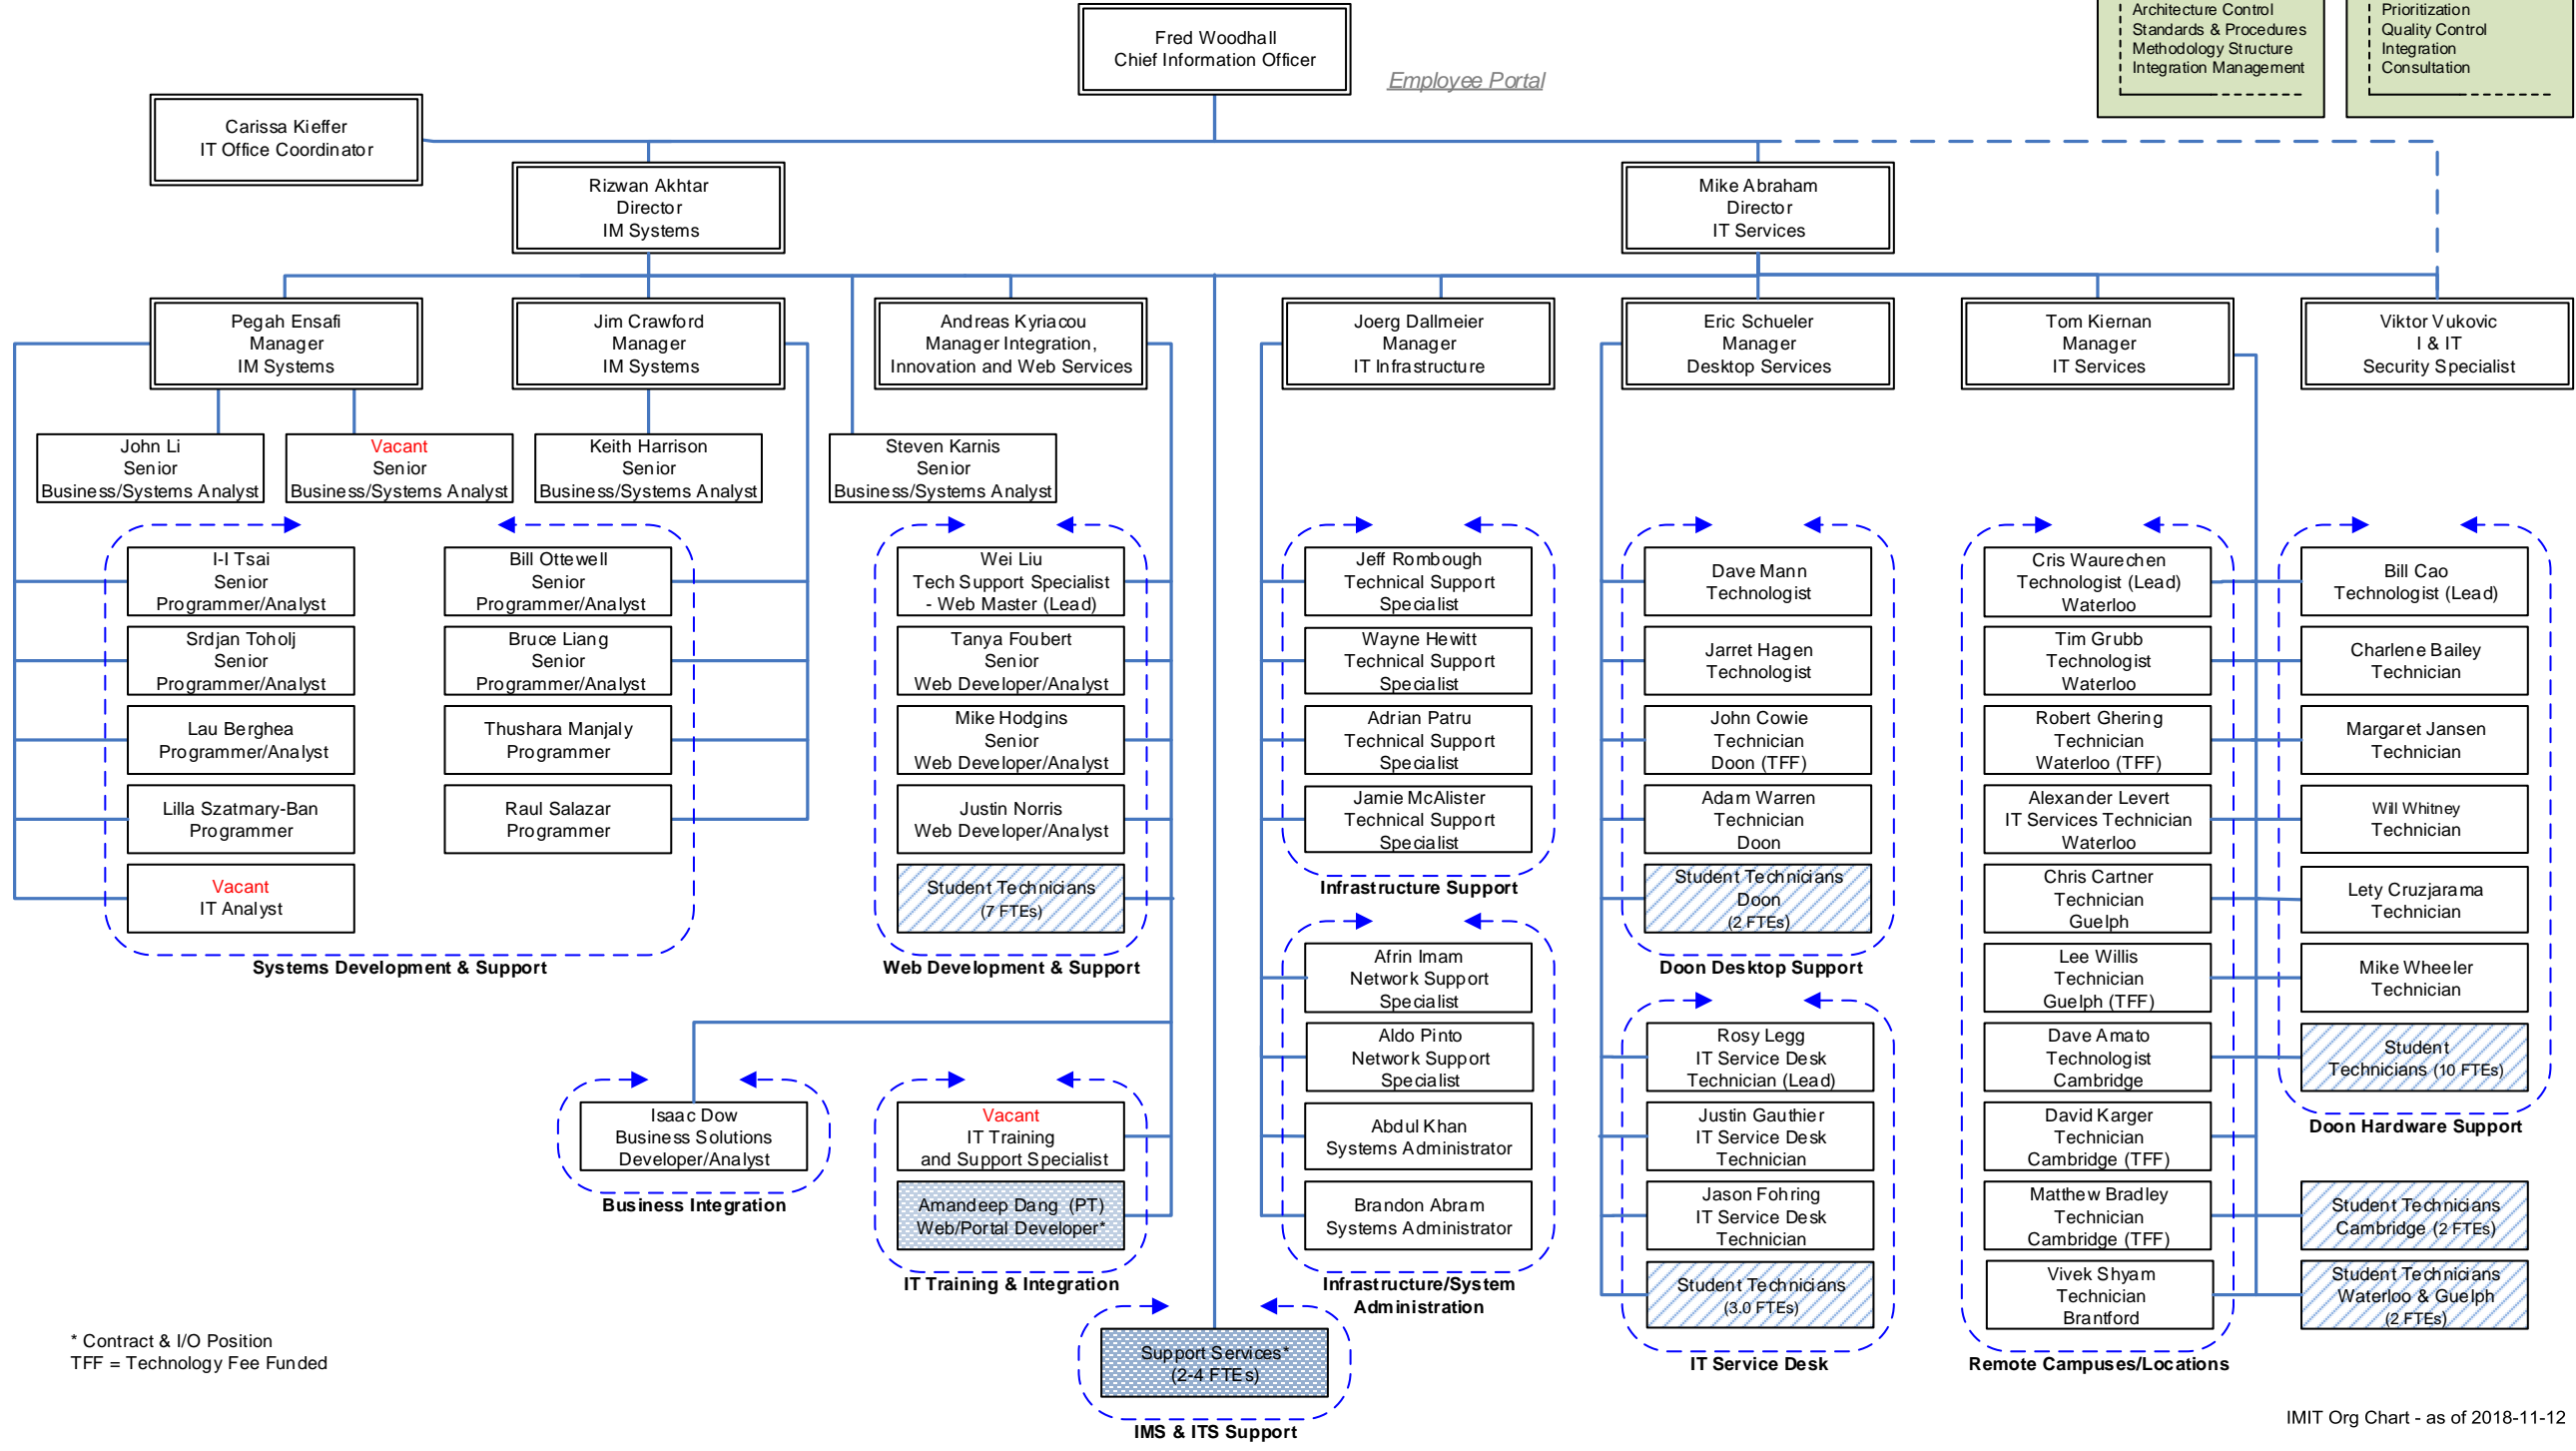 Fred Woodhall
Chief Information Officer
Employee Portal
Architecture Control
Standards & Procedures
Methodology Structure
Integration Management
Prioritization
Quality Control
Integration
Consultation
Carissa Kieffer
IT Office Coordinator
Rizwan Akhtar
Director
IM Systems
Mike Abraham
Director
IT Services
Pegah Ensafi
Manager
IM Systems
Jim Crawford
Manager
IM Systems
Andreas Kyriacou
Manager Integration,
Innovation and Web Services
Joerg Dallmeier
Manager
IT Infrastructure
Eric Schueler
Manager
Desktop Services
Tom Kiernan
Manager
IT Services
Viktor Vukovic
I & IT
Security Specialist
John Li
Senior
Business/Systems Analyst
Vacant
Senior
Business/Systems Analyst
Keith Harrison
Senior
Business/Systems Analyst
Steven Karnis
Senior
Business/Systems Analyst
I-I Tsai
Senior
Programmer/Analyst
Srdjan Toholj
Senior
Programmer/Analyst
Lau Berghea
Programmer/Analyst
Lilla Szatmary-Ban
Programmer
Vacant
IT Analyst
Bill Ottewell
Senior
Programmer/Analyst
Bruce Liang
Senior
Programmer/Analyst
Thushara Manjaly
Programmer
Raul Salazar
Programmer
Systems Development & Support
Wei Liu
Tech Support Specialist
- Web Master (Lead)
Tanya Foubert
Senior
Web Developer/Analyst
Mike Hodgins
Senior
Web Developer/Analyst
Justin Norris
Web Developer/Analyst
Student Technicians
(7 FTEs)
Web Development & Support
Isaac Dow
Business Solutions
Developer/Analyst
Business Integration
Vacant
IT Training
and Support Specialist
Amandeep Dang (PT)
Web/Portal Developer*
IT Training & Integration
Support Services*
(2-4 FTEs)
IMS & ITS Support
Jeff Rombough
Technical Support
Specialist
Wayne Hewitt
Technical Support
Specialist
Adrian Patru
Technical Support
Specialist
Jamie McAlister
Technical Support
Specialist
Infrastructure Support
Afrin Imam
Network Support
Specialist
Aldo Pinto
Network Support
Specialist
Abdul Khan
Systems Administrator
Brandon Abram
Systems Administrator
Infrastructure/System
Administration
Dave Mann
Technologist
Jarret Hagen
Technologist
John Cowie
Technician
Doon (TFF)
Adam Warren
Technician
Doon
Student Technicians
Doon
(2 FTEs)
Doon Desktop Support
Rosy Legg
IT Service Desk
Technician (Lead)
Justin Gauthier
IT Service Desk
Technician
Jason Fohring
IT Service Desk
Technician
Student Technicians
(3.0 FTEs)
IT Service Desk
Cris Waurechen
Technologist (Lead)
Waterloo
Tim Grubb
Technologist
Waterloo
Robert Ghering
Technician
Waterloo (TFF)
Alexander Levert
IT Services Technician
Waterloo
Chris Cartner
Technician
Guelph
Lee Willis
Technician
Guelph (TFF)
Dave Amato
Technologist
Cambridge
David Karger
Technician
Cambridge (TFF)
Matthew Bradley
Technician
Cambridge (TFF)
Vivek Shyam
Technician
Brantford
Remote Campuses/Locations
Bill Cao
Technologist (Lead)
Charlene Bailey
Technician
Margaret Jansen
Technician
Will Whitney
Technician
Lety Cruzjarama
Technician
Mike Wheeler
Technician
Student
Technicians (10 FTEs)
Doon Hardware Support
Student Technicians
Cambridge (2 FTEs)
Student Technicians
Waterloo & Guelph
(2 FTEs)
* Contract & I/O Position
TFF = Technology Fee Funded
IMIT Org Chart - as of 2018-11-12